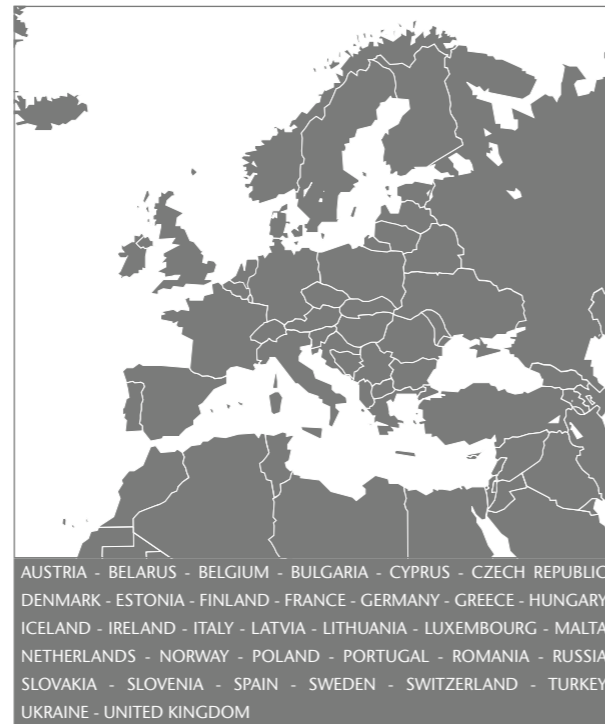 AUSTRIA - BELARUS - BELGIUM - BULGARIA - CYPRUS - CZECH REPUBLIC
DENMARK - ESTONIA - FINLAND - FRANCE - GERMANY - GREECE - HUNGARY
ICELAND - IRELAND - ITALY - LATVIA - LITHUANIA - LUXEMBOURG - MALTA
NETHERLANDS - NORWAY - POLAND - PORTUGAL - ROMANIA - RUSSIA
SLOVAKIA - SLOVENIA - SPAIN - SWEDEN - SWITZERLAND - TURKEY
UKRAINE - UNITED KINGDOM